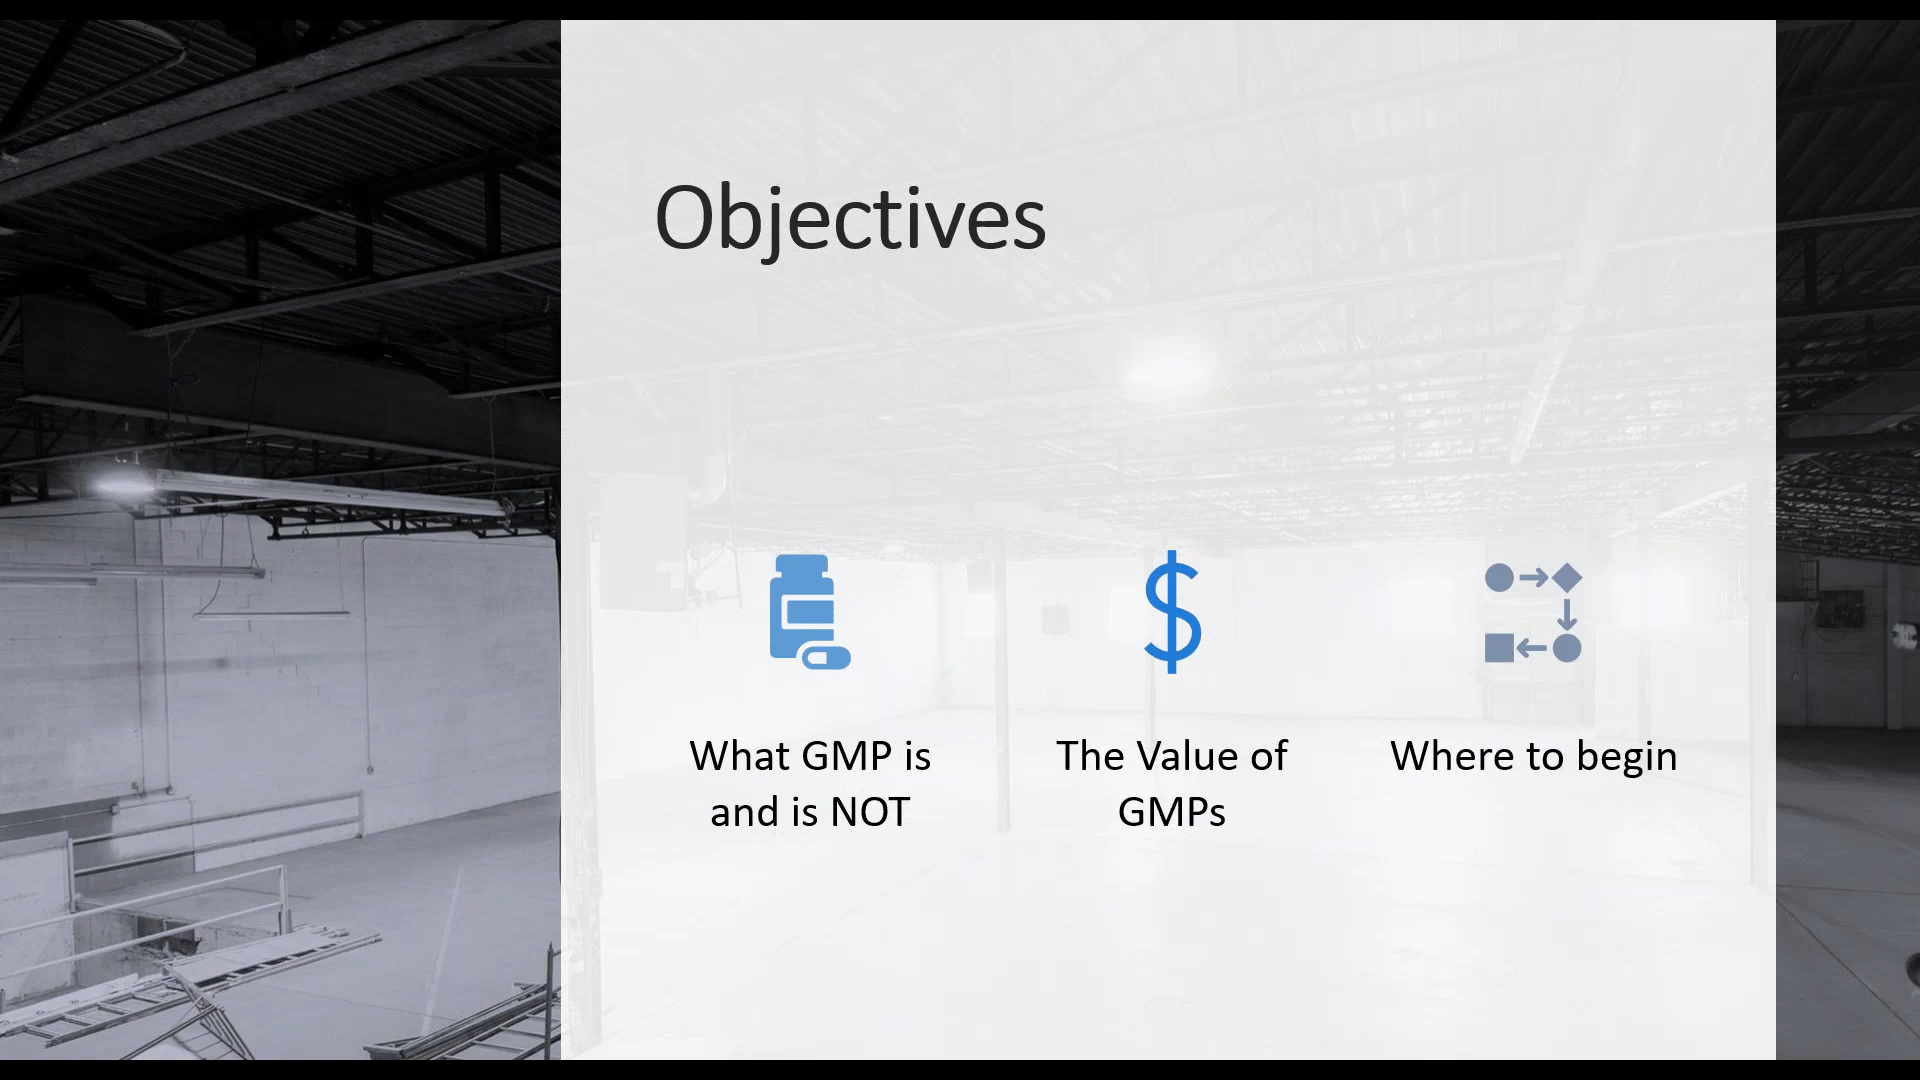 Objectives
What GMP is
and is NOT
The Value of
GMPs
Where to begin